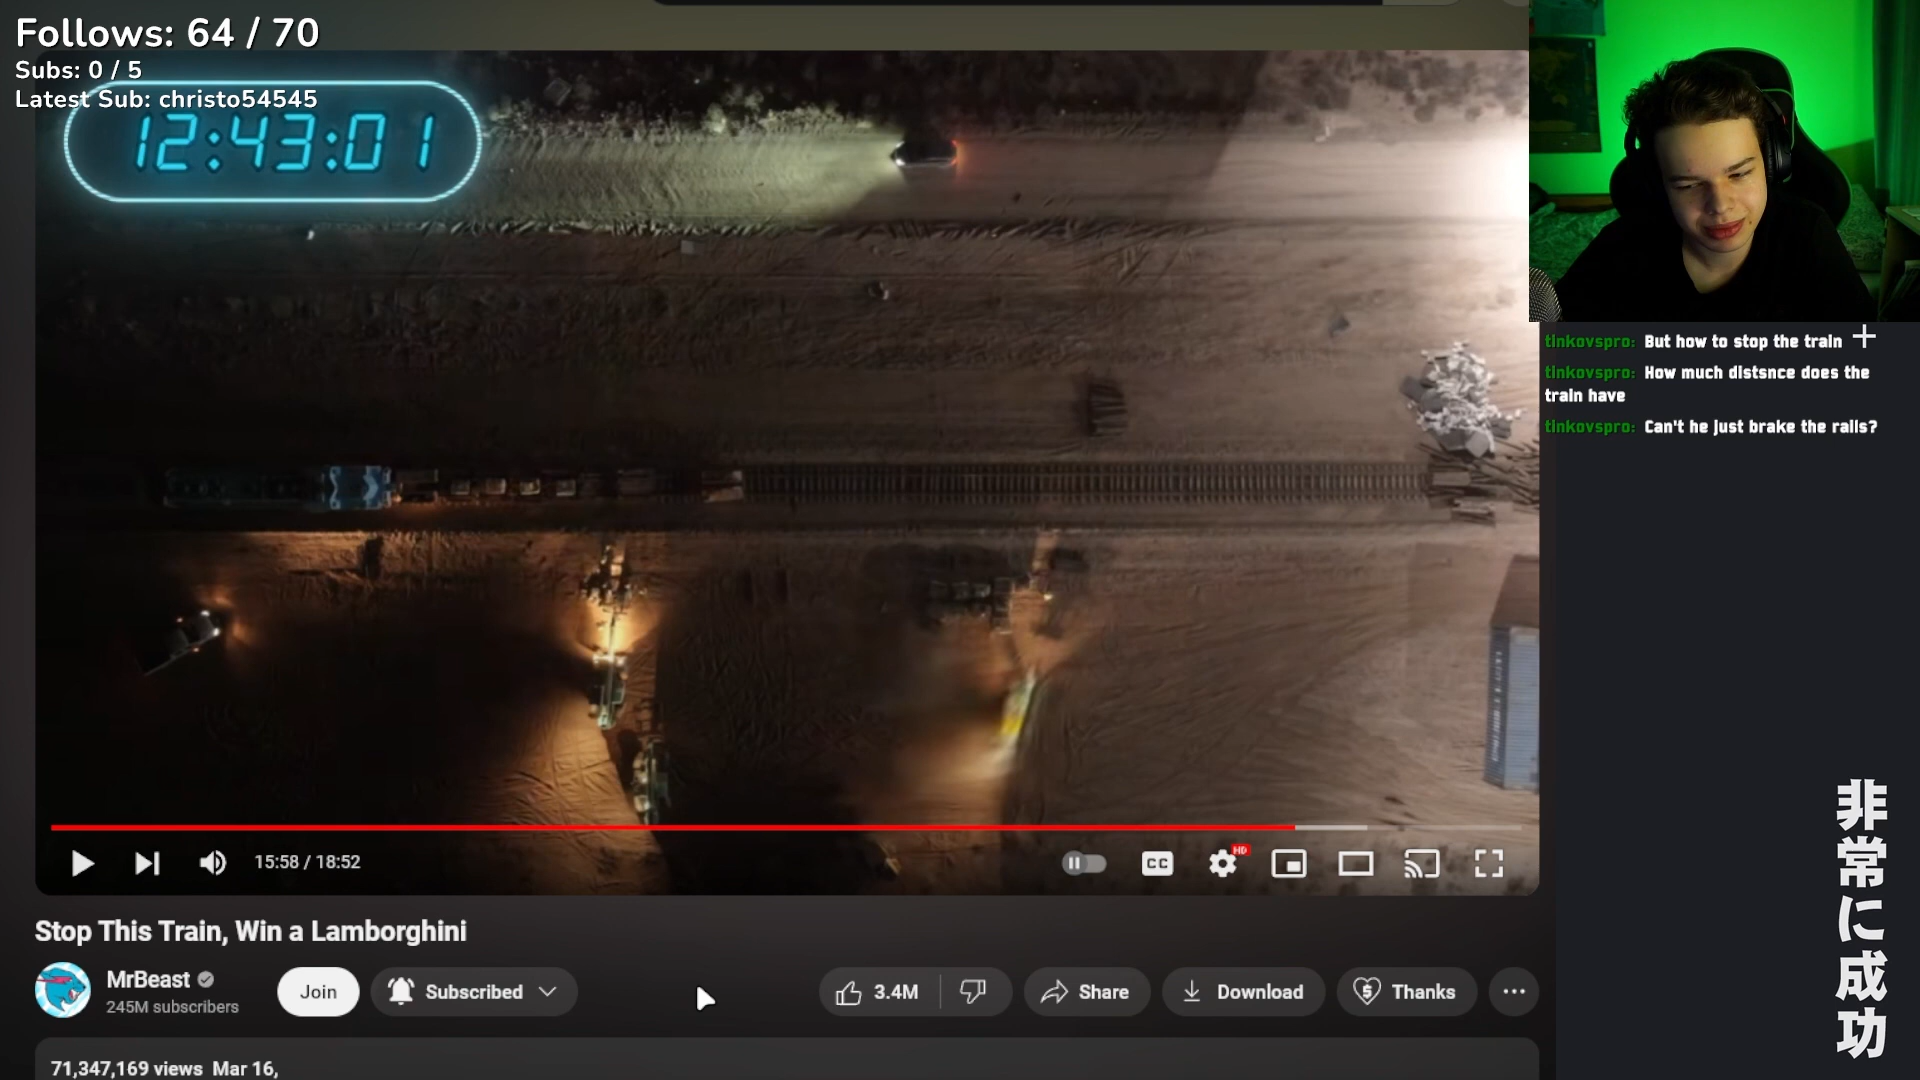 Follows: 64 / 70
Subs: 0 / 5
Latest Sub: christo54545
12:43:01
tinkovspro: But how to stop the train
tinkovspro: How much distsnce does the
train have
tinkovspro: Can't he just brake the rails?
HD
CC
15:58 / 18:52
Stop This Train, Win a Lamborghini
MrBeast
245M subscribers
Join
Subscribed
3.4M
Share
Download
Thanks
71,347,169 views Mar 16,
非常に成功